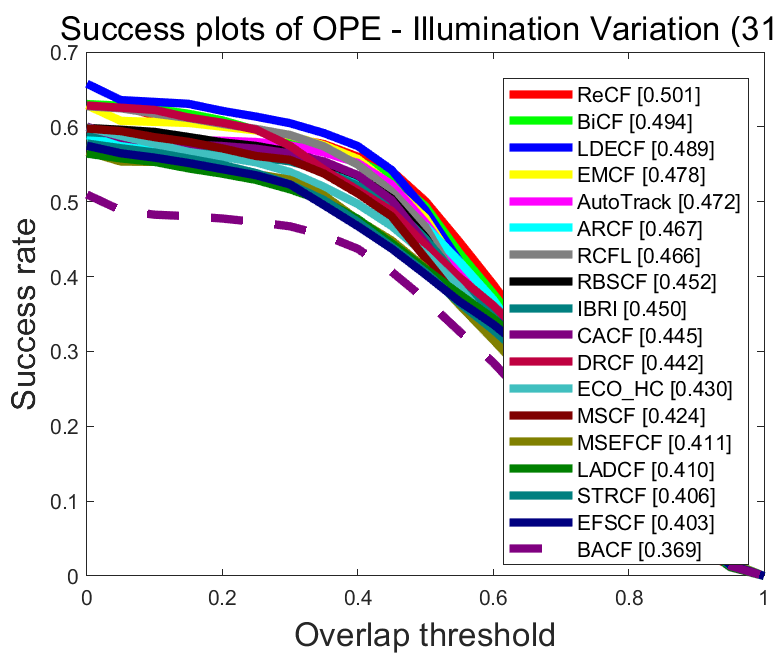 Success plots of OPE - Illumination Variation (31
0.7
0.6
0.5
0.4
0.3
0.2
0.1
0
Success rate
ReCF [0.501]
BiCF [0.494]
LDECF [0.489]
EMCF [0.478]
AutoTrack [0.472]
ARCF [0.467]
RCFL [0.466]
RBSCF [0.452]
IBRI [0.450]
CACF [0.445]
DRCF [0.442]
ECO_HC [0.430]
MSCF [0.424]
MSEFCF [0.411]
LADCF [0.410]
STRCF [0.406]
EFSCF [0.403]
BACF [0.369]
0 0.2 0.4 0.6 0.8 1
Overlap threshold